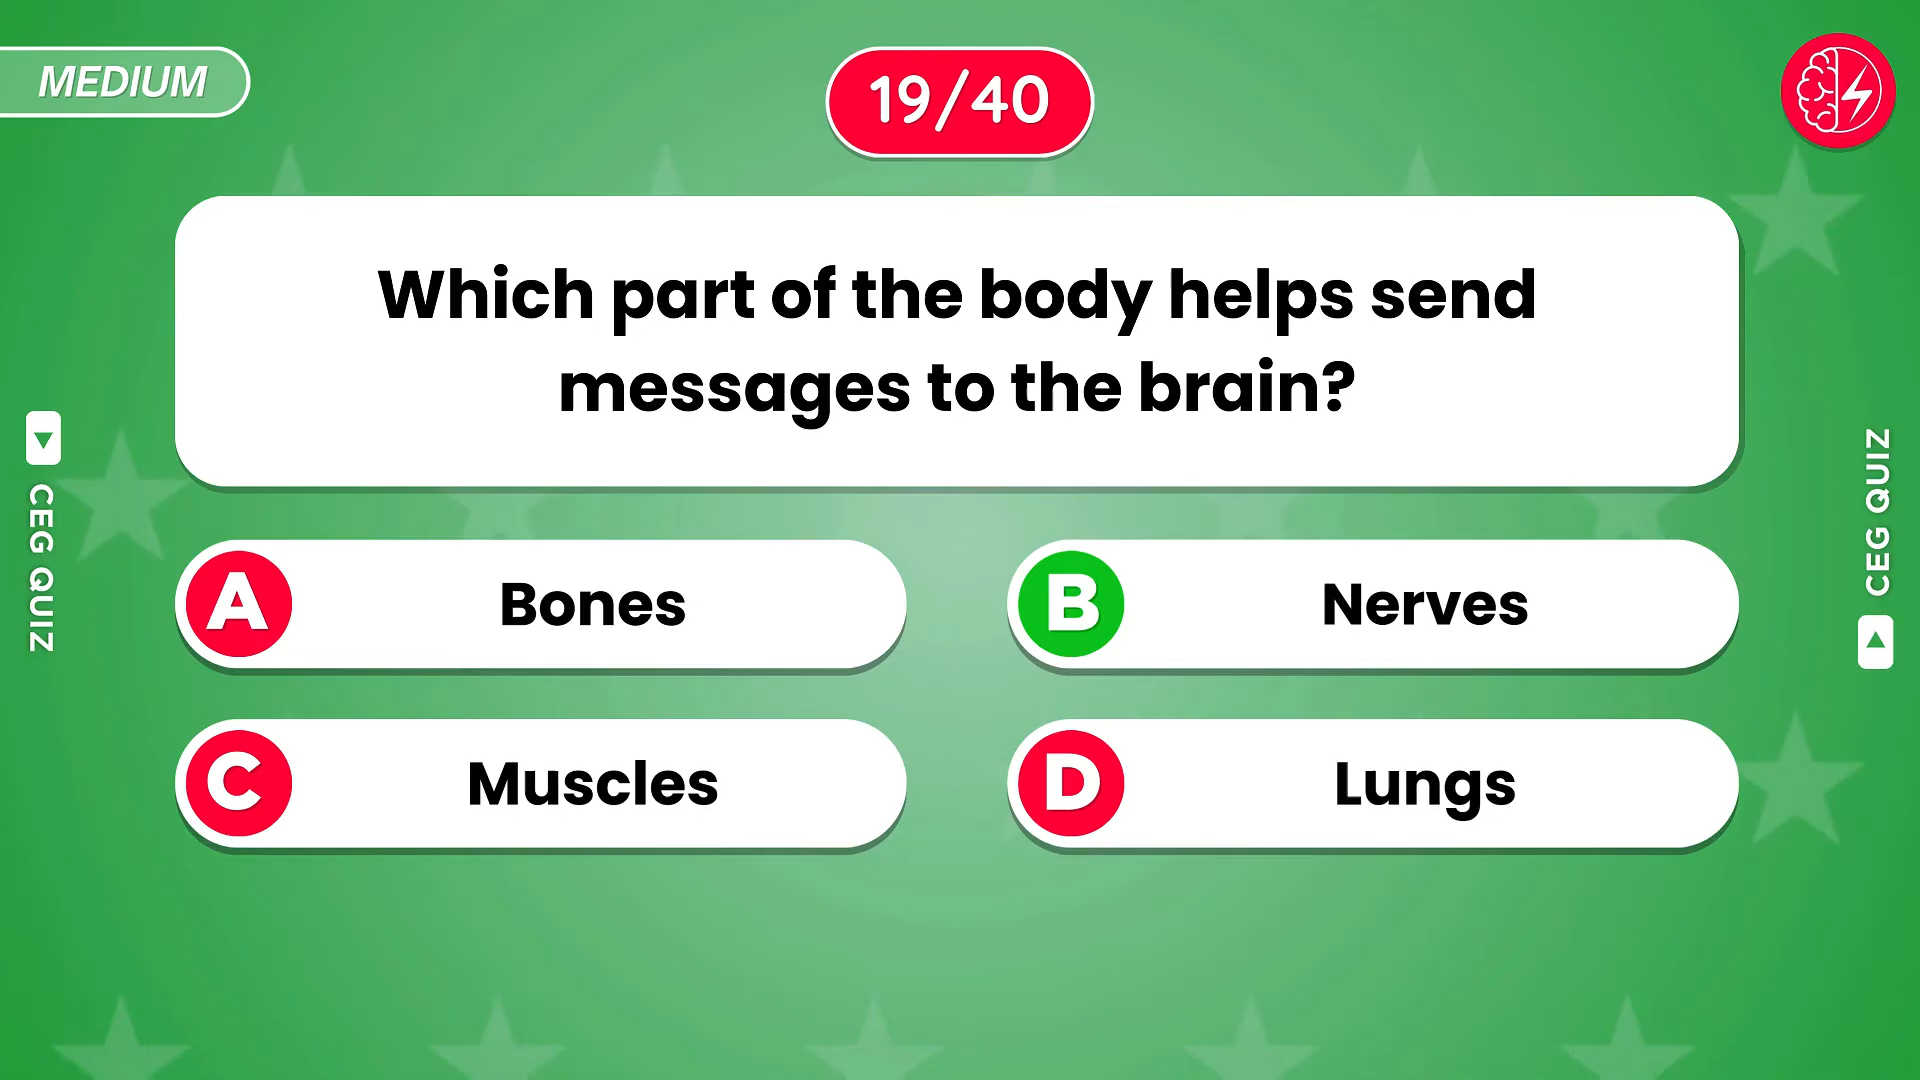 MEDIUM
19/40
Which part of the body helps send
messages to the brain?
A Bones
B Nerves
C Muscles
D Lungs
CEG QUIZ
CEG QUIZ